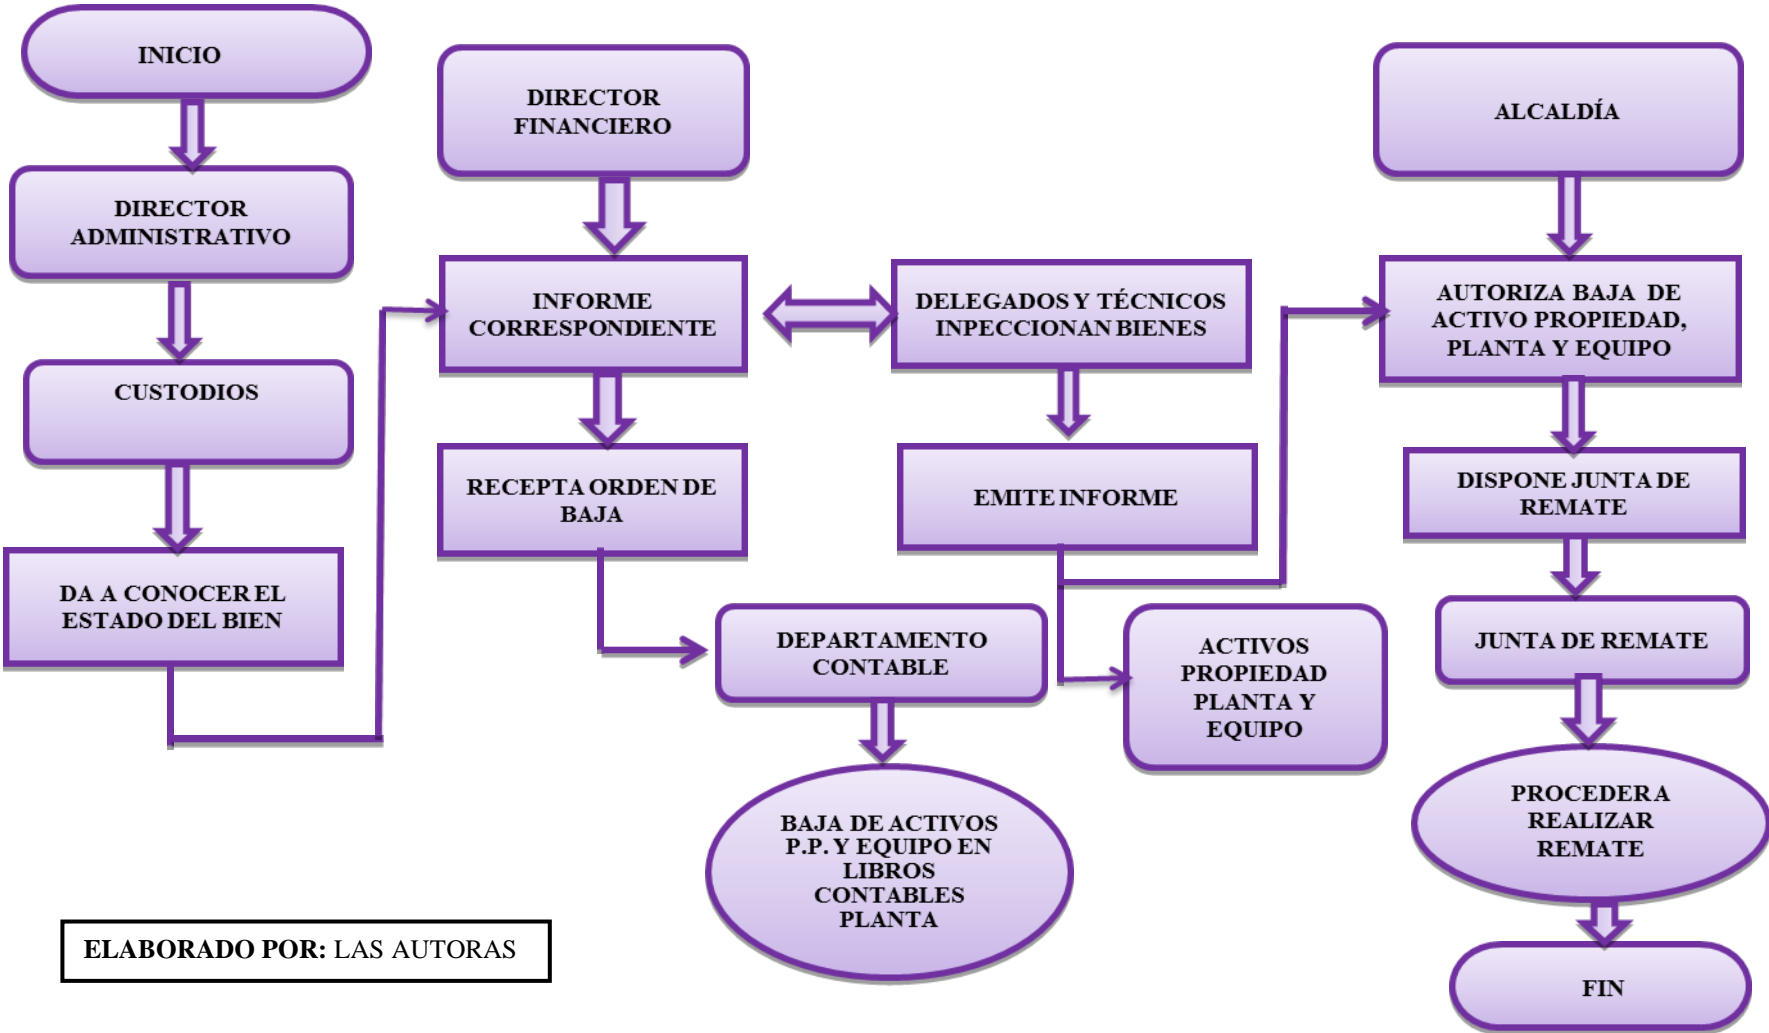 INICIO
DIRECTOR
ADMINISTRATIVO
CUSTODIOS
DA A CONOCER EL
ESTADO DEL BIEN
DIRECTOR
FINANCIERO
INFORME
CORRESPONDIENTE
RECEPTA ORDEN DE
BAJA
DEPARTAMENTO
CONTABLE
BAJA DE ACTIVOS
P.P. Y EQUIPO EN
LIBROS
CONTABLES
PLANTA
DELEGADOS Y TÉCNICOS
INPECCIONAN BIENES
EMITE INFORME
ACTIVOS
PROPIEDAD
PLANTA Y
EQUIPO
ALCALDÍA
AUTORIZA BAJA DE
ACTIVO PROPIEDAD,
PLANTA Y EQUIPO
DISPONE JUNTA DE
REMATE
JUNTA DE REMATE
PROCEDER A
REALIZAR
REMATE
FIN
ELABORADO POR: LAS AUTORAS